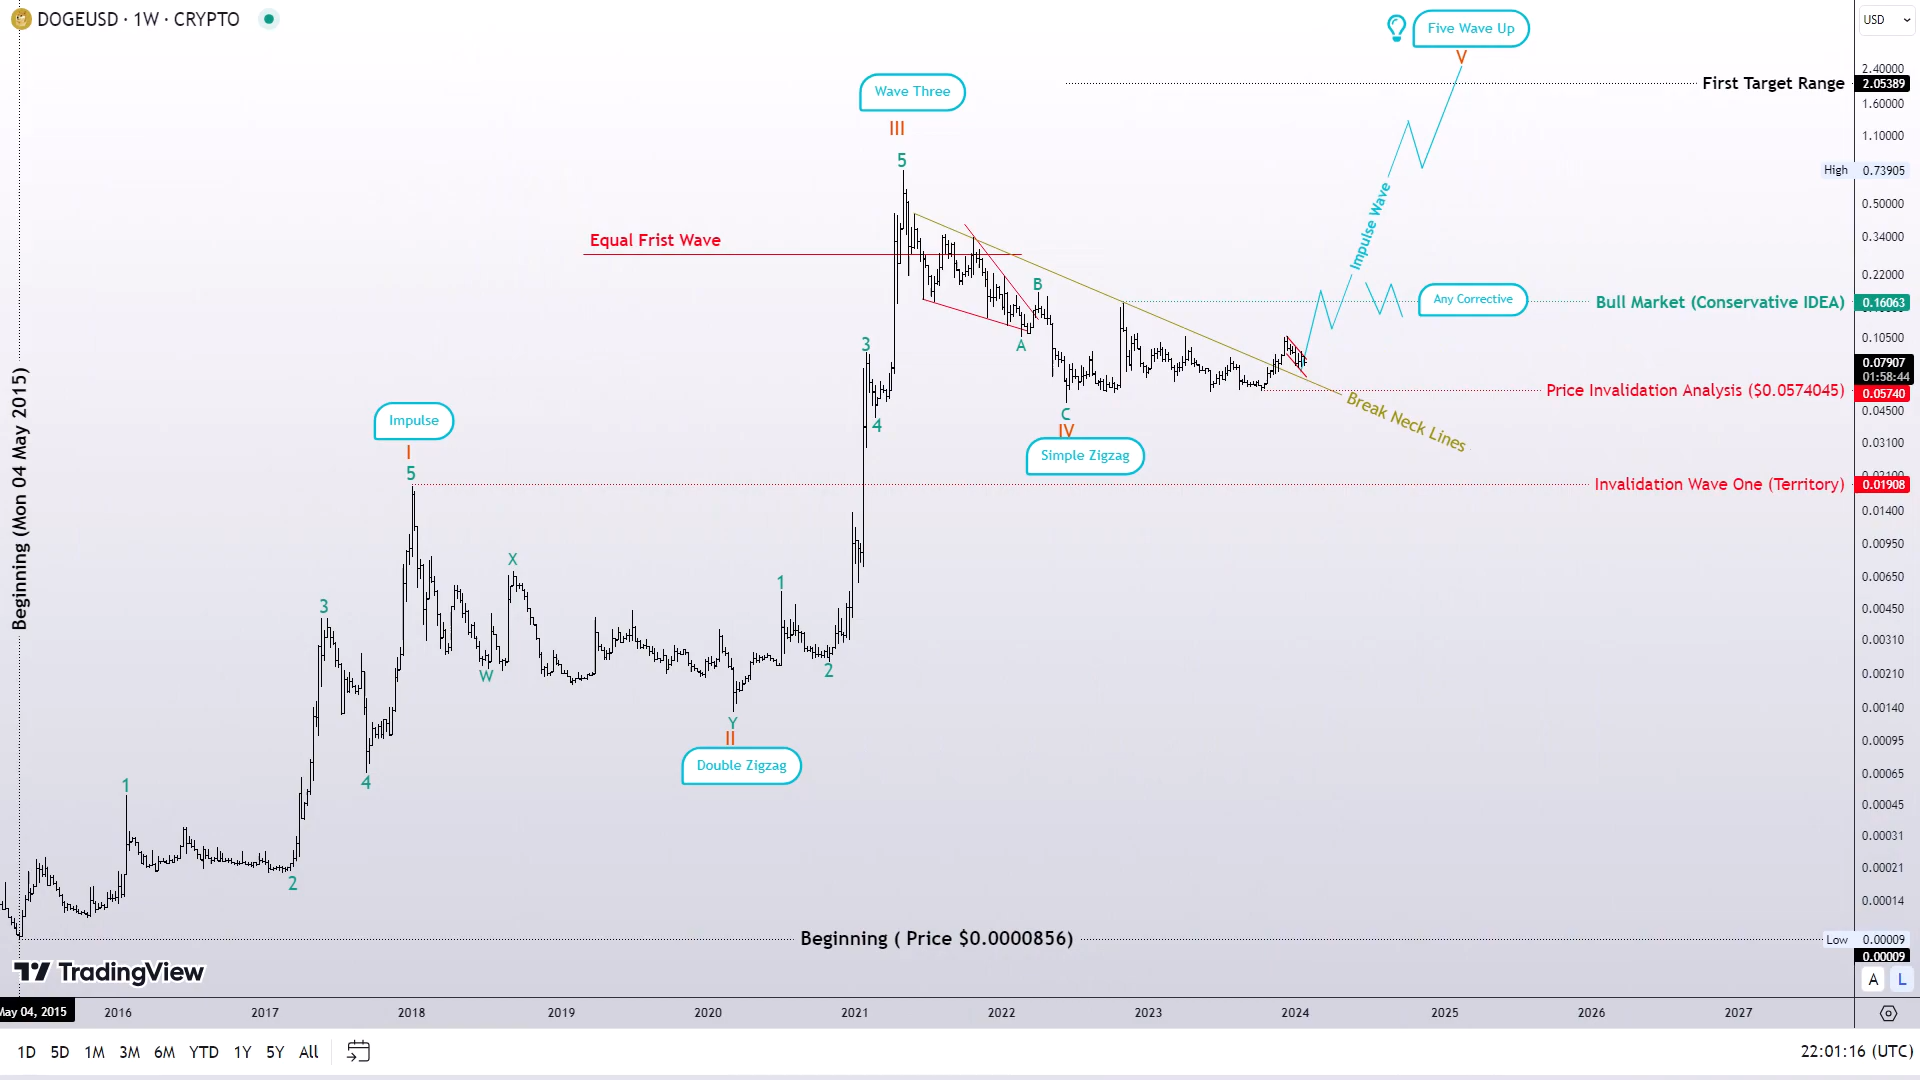 DOGEUSD · 1W · CRYPTO
USD
Five Wave Up
V
2.40000
First Target Range
2.05389
Wave Three
1.60000
III
1.10000
5
High 0.73905
Impulse Wave
0.50000
Equal Frist Wave
0.34000
0.22000
B
Any Corrective
Bull Market (Conservative IDEA)
0.16063
3
A
0.10500
0.07907
01:58:44
Price Invalidation Analysis ($0.0574045)
0.05740
Break Neck Lines
0.04500
Impulse
C
IV
4
0.03100
I
Simple Zigzag
5
Invalidation Wave One (Territory)
0.01908
0.01400
0.00950
X
0.00650
1
Beginning (Mon 04 May 2015)
3
0.00450
0.00310
W
2
0.00210
0.00140
Y
II
0.00095
Double Zigzag
0.00065
4
1
0.00045
0.00031
0.00021
2
0.00014
Beginning ( Price $0.0000856)
Low 0.00009
0.00009
TradingView
A L
May 04, 2015
2016 2017 2018 2019 2020 2021 2022 2023 2024 2025 2026 2027
1D 5D 1M 3M 6M YTD 1Y 5Y All
22:01:16 (UTC)